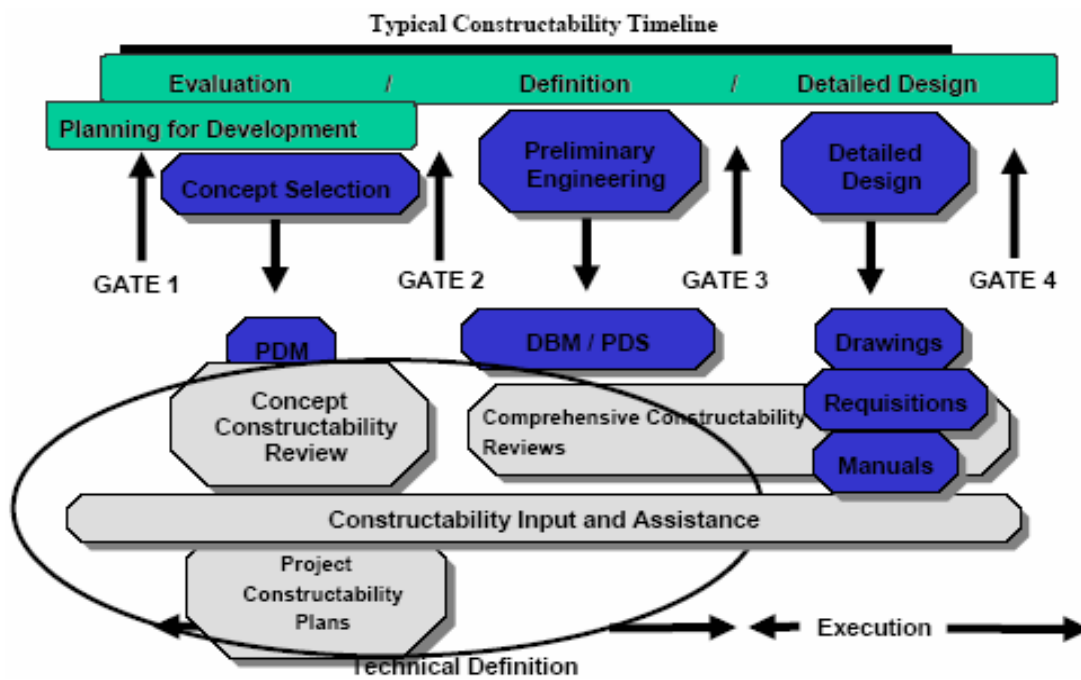 Typical Constructability Timeline
Evaluation / Definition / Detailed Design
Planning for Development
Concept Selection
Preliminary
Engineering
Detailed
Design
GATE 1
GATE 2
GATE 3
GATE 4
PDM
DBM / PDS
Drawings
Concept
Constructability
Review
Comprehensive Constructability
Reviews
Requisitions
Manuals
Constructability Input and Assistance
Project
Constructability
Plans
Execution
Technical Definition